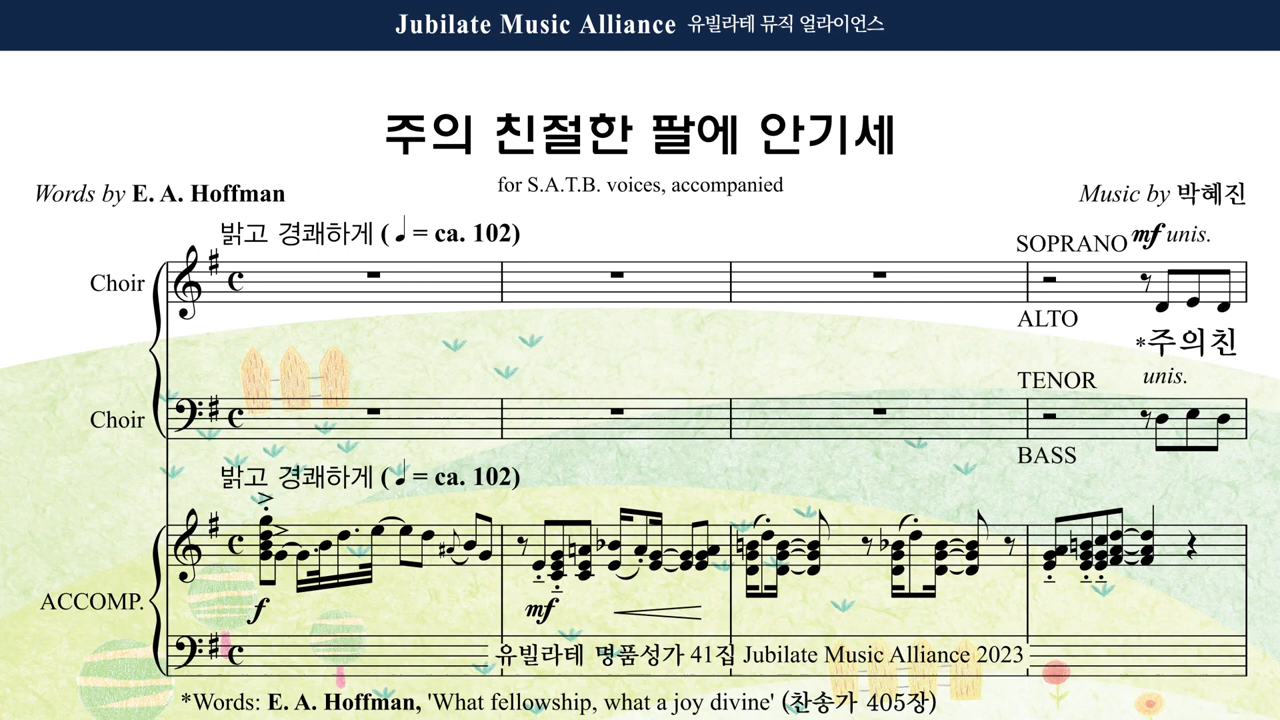 Jubilate Music Alliance 유빌라테 뮤직 얼라이언스
주의 친절한 팔에 안기세
for S.A.T.B. voices, accompanied
Words by E. A. Hoffman
Music by 박혜진
밝고 경쾌하게 (♩ = ca. 102)
SOPRANO mf unis.
Choir
ALTO
*주의친
TENOR unis.
Choir
BASS
밝고 경쾌하게 (♩ = ca. 102)
ACCOMP.
f mf
유빌라테 명품성가 41집 Jubilate Music Alliance 2023
*Words: E. A. Hoffman, 'What fellowship, what a joy divine' (찬송가 405장)